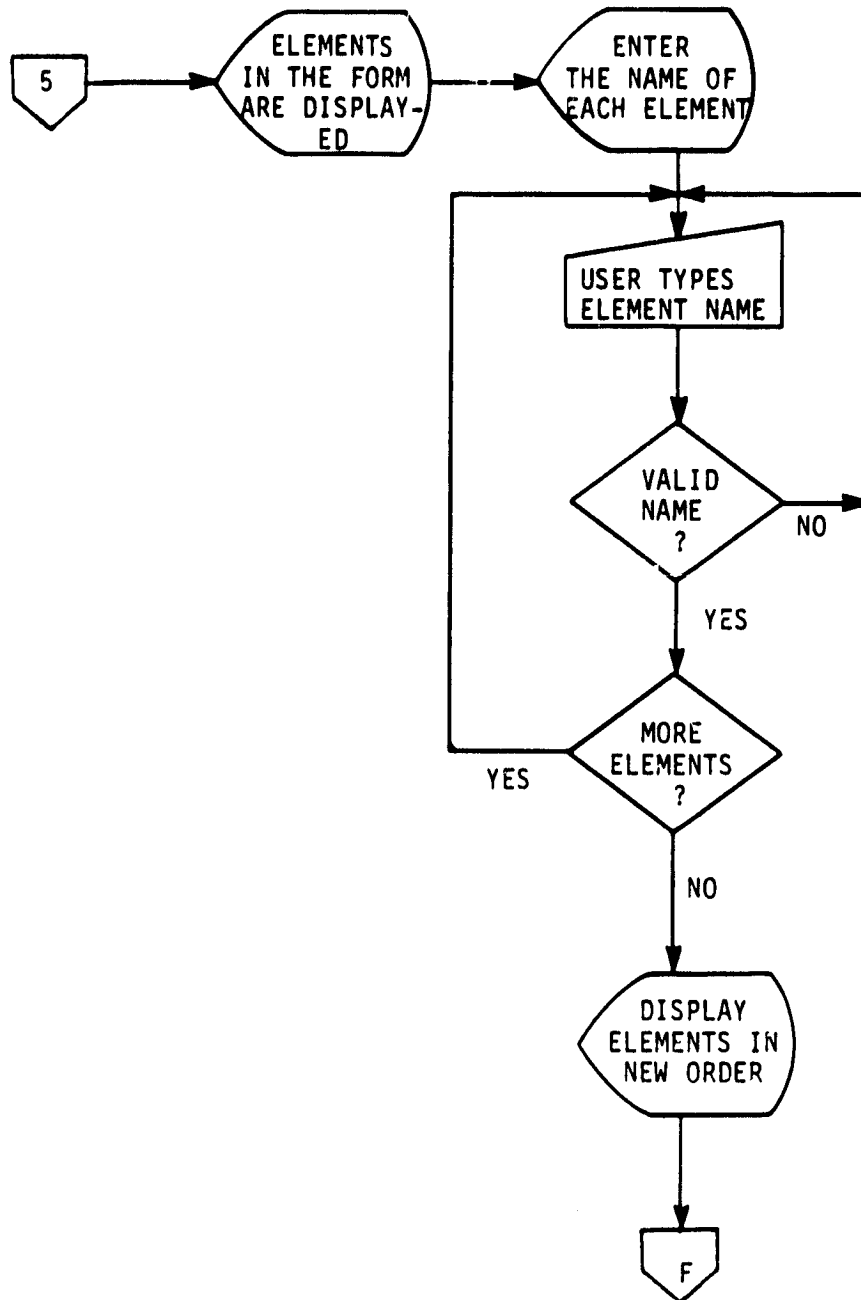 5
ELEMENTS
IN THE FORM
ARE DISPLAY-
ED
ENTER
THE NAME OF
EACH ELEMENT
USER TYPES
ELEMENT NAME
VALID
NAME
?
NO
YES
MORE
ELEMENTS
?
YES
NO
DISPLAY
ELEMENTS IN
NEW ORDER
F